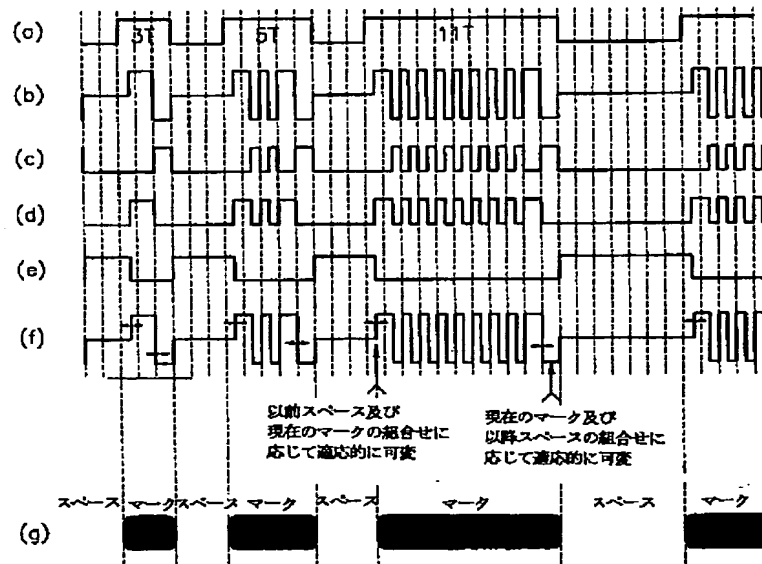 (a) 3T 5T 11T
(b)
(c)
(d)
(e)
(f)
以前スペース及び
現在のマークの組合せに
応じて適応的に可変
現在のマーク及び
以降スペースの組合せに
応じて適応的に可変
スペース マーク スペース マーク スペース マータ スペース マーク
(g)